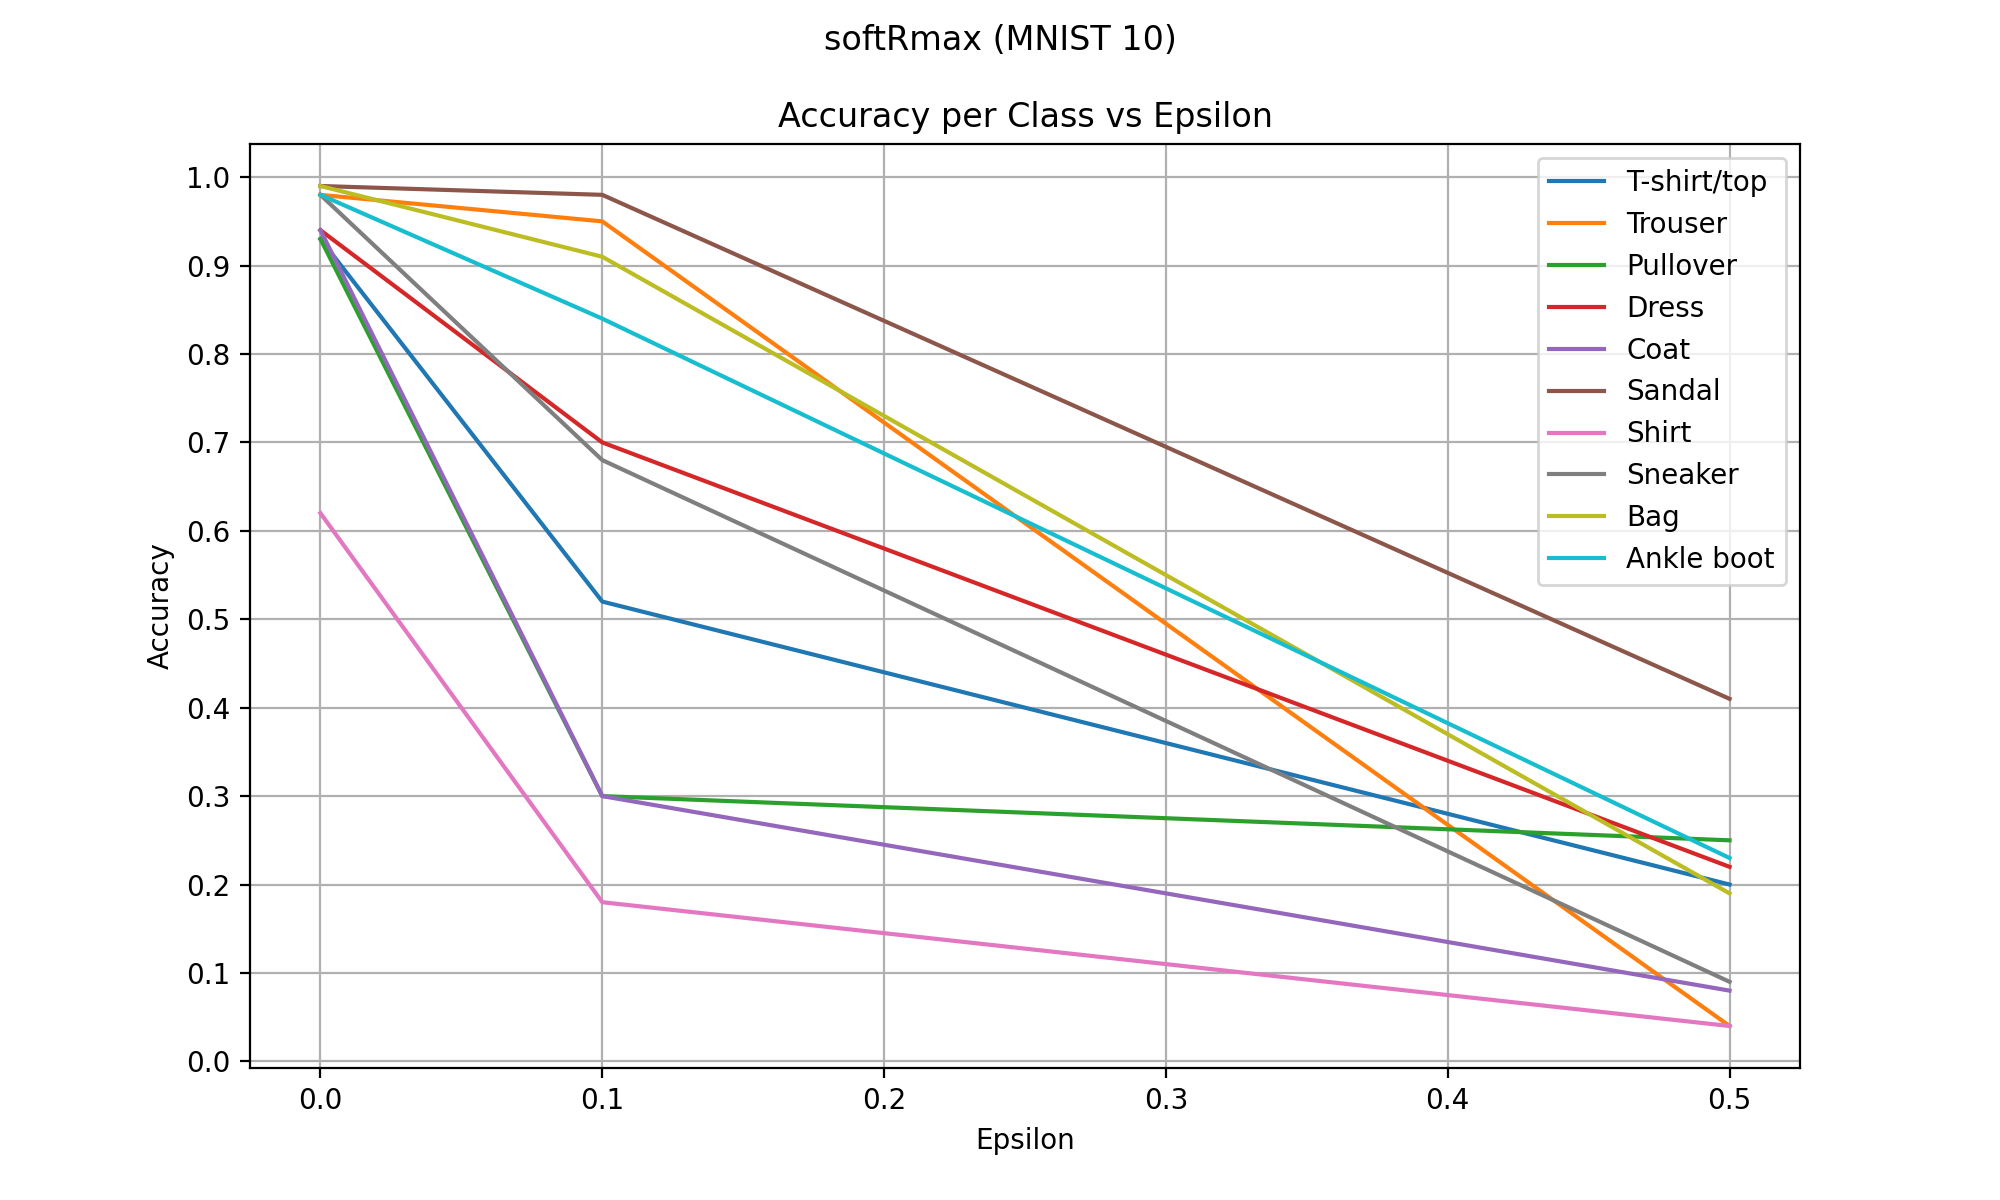 softRmax (MNIST 10)
Accuracy per Class vs Epsilon
1.0
0.9
0.8
0.7
0.6
0.5
0.4
0.3
0.2
0.1
0.0
Accuracy
T-shirt/top
Trouser
Pullover
Dress
Coat
Sandal
Shirt
Sneaker
Bag
Ankle boot
0.0 0.1 0.2 0.3 0.4 0.5
Epsilon